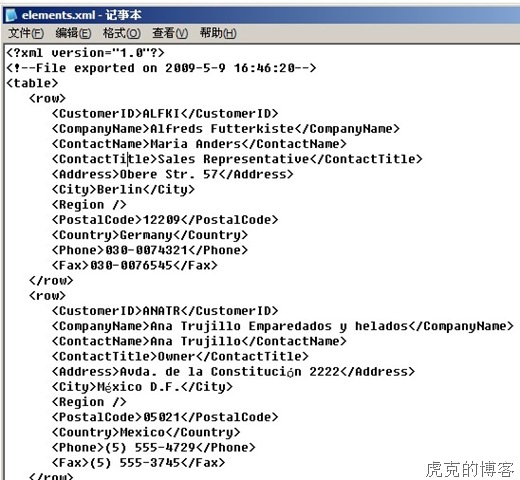 elements.xml - 记事本
文件(F) 编辑(E) 格式(O) 查看(V) 帮助(H)
<?xml version="1.0"?>
<!--File exported on 2009-5-9 16:46:20-->
<table>
<row>
<CustomerID>ALFKI</CustomerID>
<CompanyName>Alfreds Futterkiste</CompanyName>
<ContactName>Maria Anders</ContactName>
<ContactTitle>Sales Representative</ContactTitle>
<Address>Obere Str. 57</Address>
<City>Berlin</City>
<Region />
<PostalCode>12209</PostalCode>
<Country>Germany</Country>
<Phone>030-0074321</Phone>
<Fax>030-0076545</Fax>
</row>
<row>
<CustomerID>ANATR</CustomerID>
<CompanyName>Ana Trujillo Emparedados y helados</CompanyName>
<ContactName>Ana Trujillo</ContactName>
<ContactTitle>Owner</ContactTitle>
<Address>Avda. de la Constitución 2222</Address>
<City>México D.F.</City>
<Region />
<PostalCode>05021</PostalCode>
<Country>Mexico</Country>
<Phone>(5) 555-4729</Phone>
<Fax>(5) 555-3745</Fax>
</row>
虎克的博客